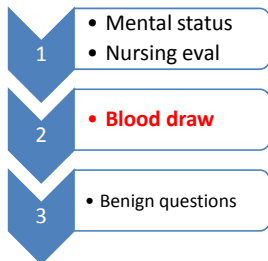 1
• Mental status
• Nursing eval
2
• Blood draw
3
• Benign questions